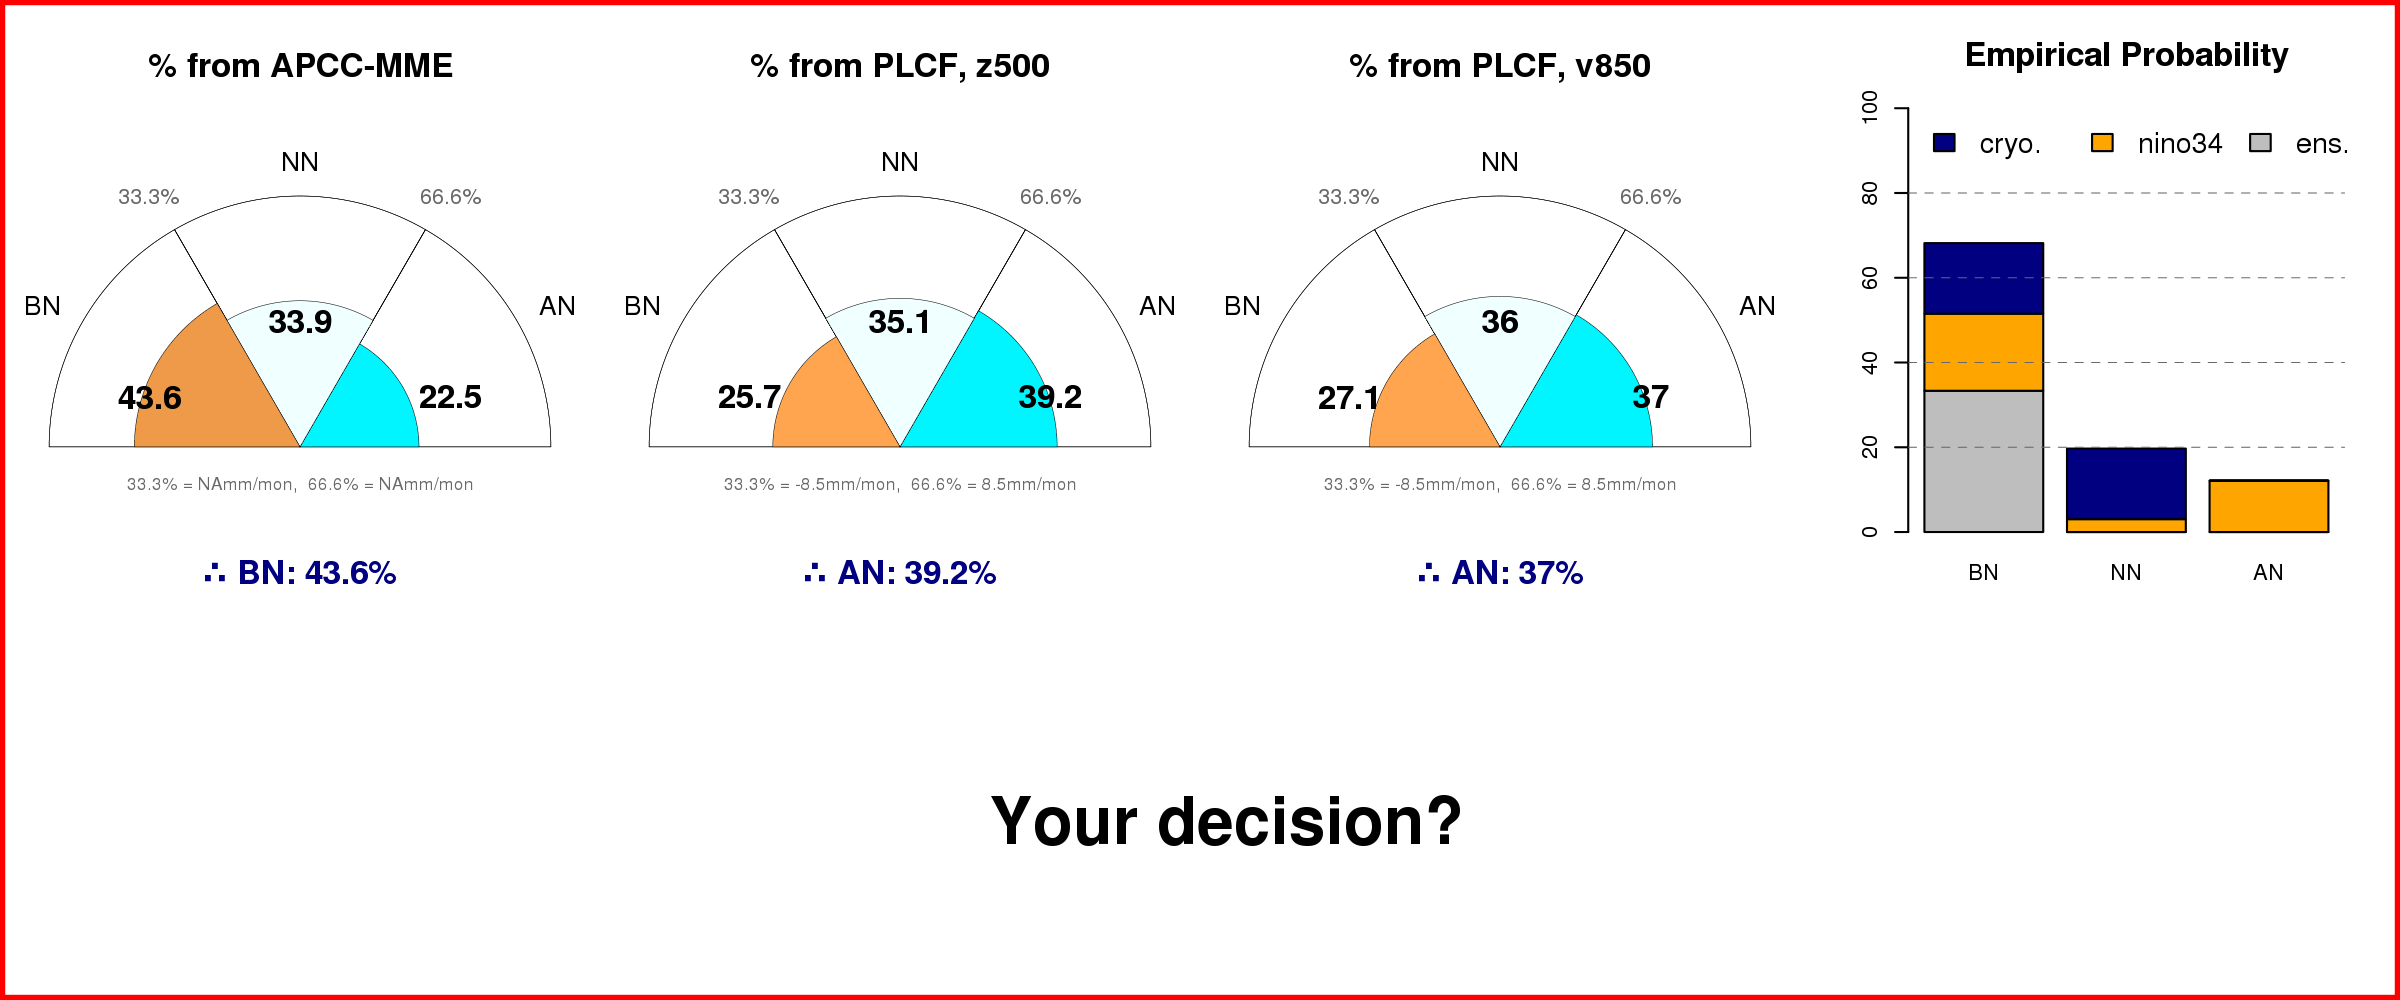 % from APCC-MME
NN
33.3%
66.6%
BN
AN
33.9
43.6
22.5
33.3% = NAmm/mon, 66.6% = NAmm/mon
∴ BN: 43.6%
% from PLCF, z500
NN
33.3%
66.6%
BN
AN
35.1
25.7
39.2
33.3% = -8.5mm/mon, 66.6% = 8.5mm/mon
∴ AN: 39.2%
% from PLCF, v850
NN
33.3%
66.6%
BN
AN
36
27.1
37
33.3% = -8.5mm/mon, 66.6% = 8.5mm/mon
∴ AN: 37%
Empirical Probability
100
80
60
40
20
0
cryo. nino34 ens.
BN NN AN
Your decision?